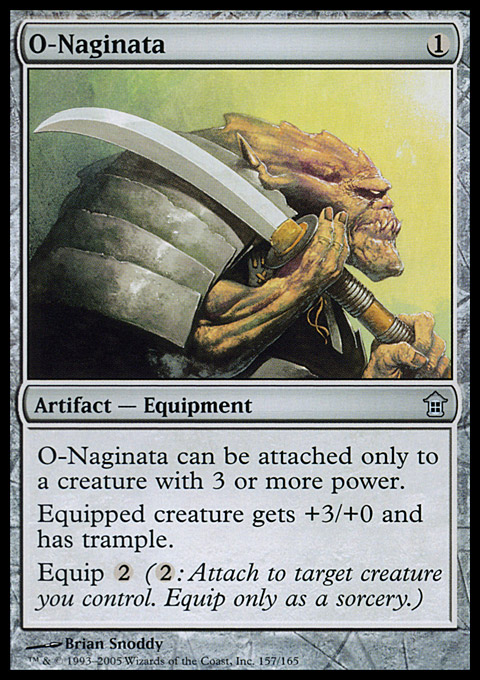 O-Naginata 1
Artifact — Equipment
O-Naginata can be attached only to
a creature with 3 or more power.
Equipped creature gets +3/+0 and
has trample.
Equip 2 (2: Attach to target creature
you control. Equip only as a sorcery.)
Brian Snoddy
™ & © 1993–2005 Wizards of the Coast, Inc. 157/165